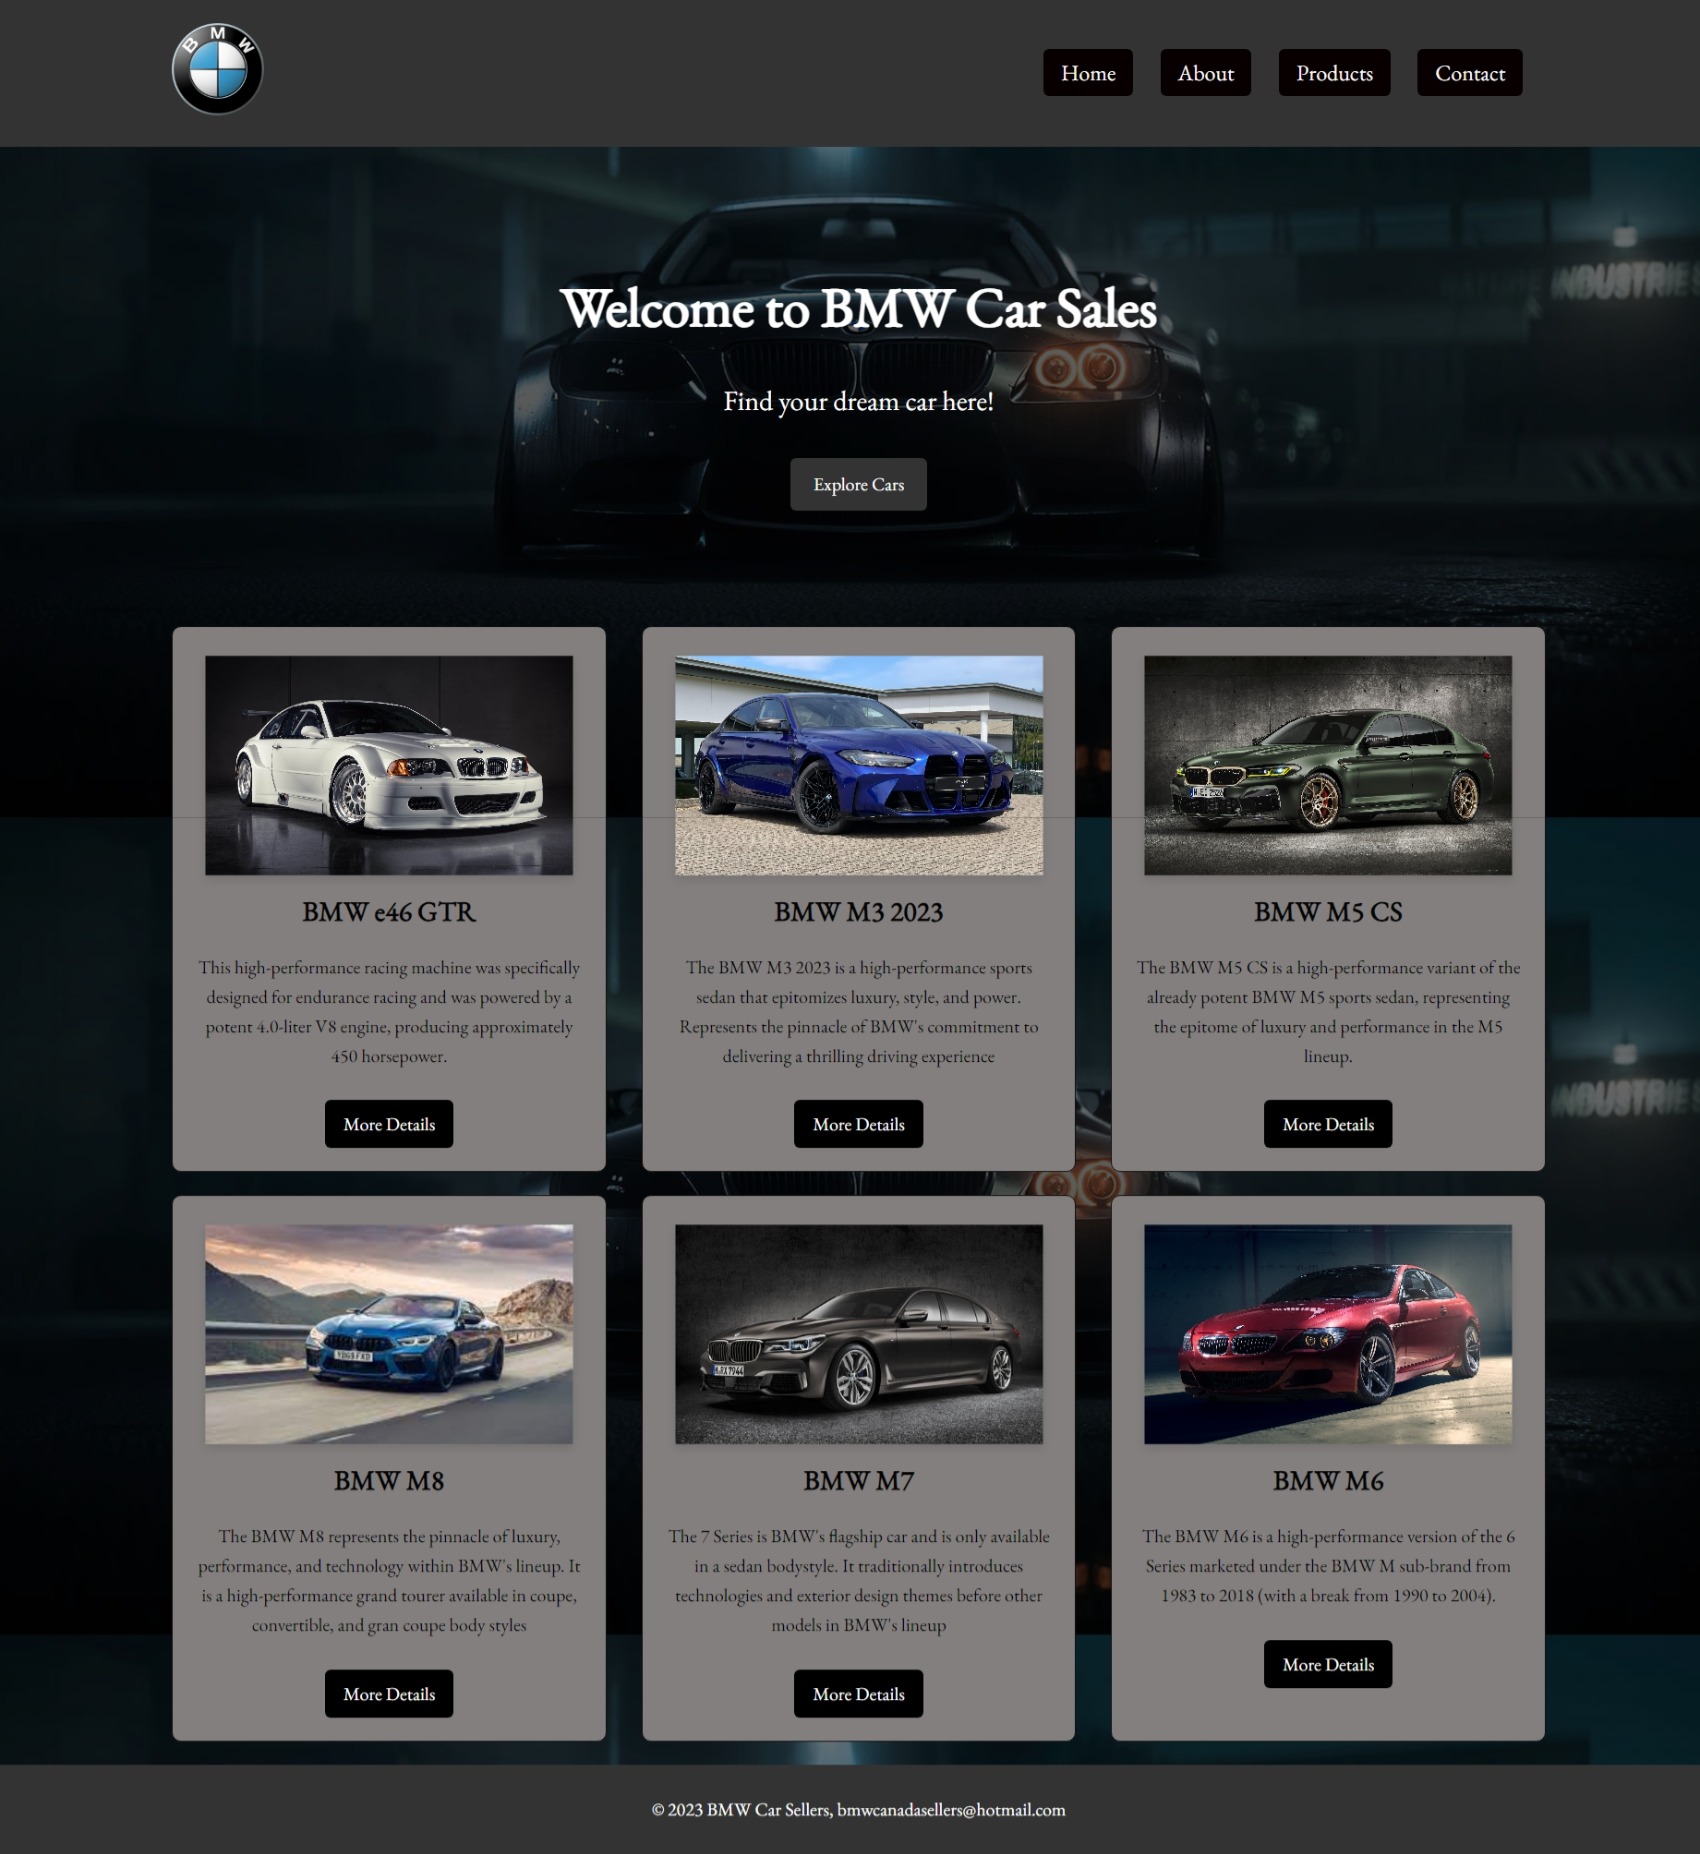 BMW
Home
About
Products
Contact
INDUSTRIES
Welcome to BMW Car Sales
Find your dream car here!
Explore Cars
BMW e46 GTR
This high-performance racing machine was specifically
designed for endurance racing and was powered by a
potent 4.0-liter V8 engine, producing approximately
450 horsepower.
More Details
BMW M3 2023
The BMW M3 2023 is a high-performance sports
sedan that epitomizes luxury, style, and power.
Represents the pinnacle of BMW's commitment to
delivering a thrilling driving experience
More Details
BMW M5 CS
The BMW M5 CS is a high-performance variant of the
already potent BMW M5 sports sedan, representing
the epitome of luxury and performance in the M5
lineup.
More Details
INDUSTRIES
BMW M8
The BMW M8 represents the pinnacle of luxury,
performance, and technology within BMW's lineup. It
is a high-performance grand tourer available in coupe,
convertible, and gran coupe body styles
More Details
BMW M7
The 7 Series is BMW's flagship car and is only available
in a sedan bodystyle. It traditionally introduces
technologies and exterior design themes before other
models in BMW's lineup
More Details
BMW M6
The BMW M6 is a high-performance version of the 6
Series marketed under the BMW M sub-brand from
1983 to 2018 (with a break from 1990 to 2004).
More Details
© 2023 BMW Car Sellers, bmwcanadasellers@hotmail.com